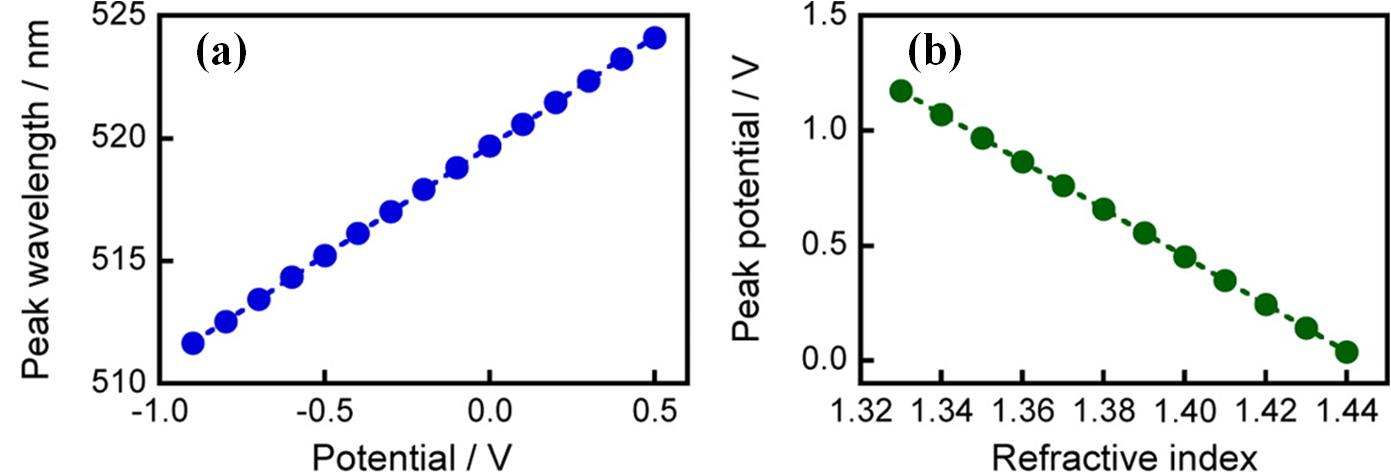 (a)
Peak wavelength / nm
525
520
515
510
-1.0 -0.5 0.0 0.5
Potential / V
(b)
Peak potential / V
1.5
1.0
0.5
0.0
1.32 1.34 1.36 1.38 1.40 1.42 1.44
Refractive index